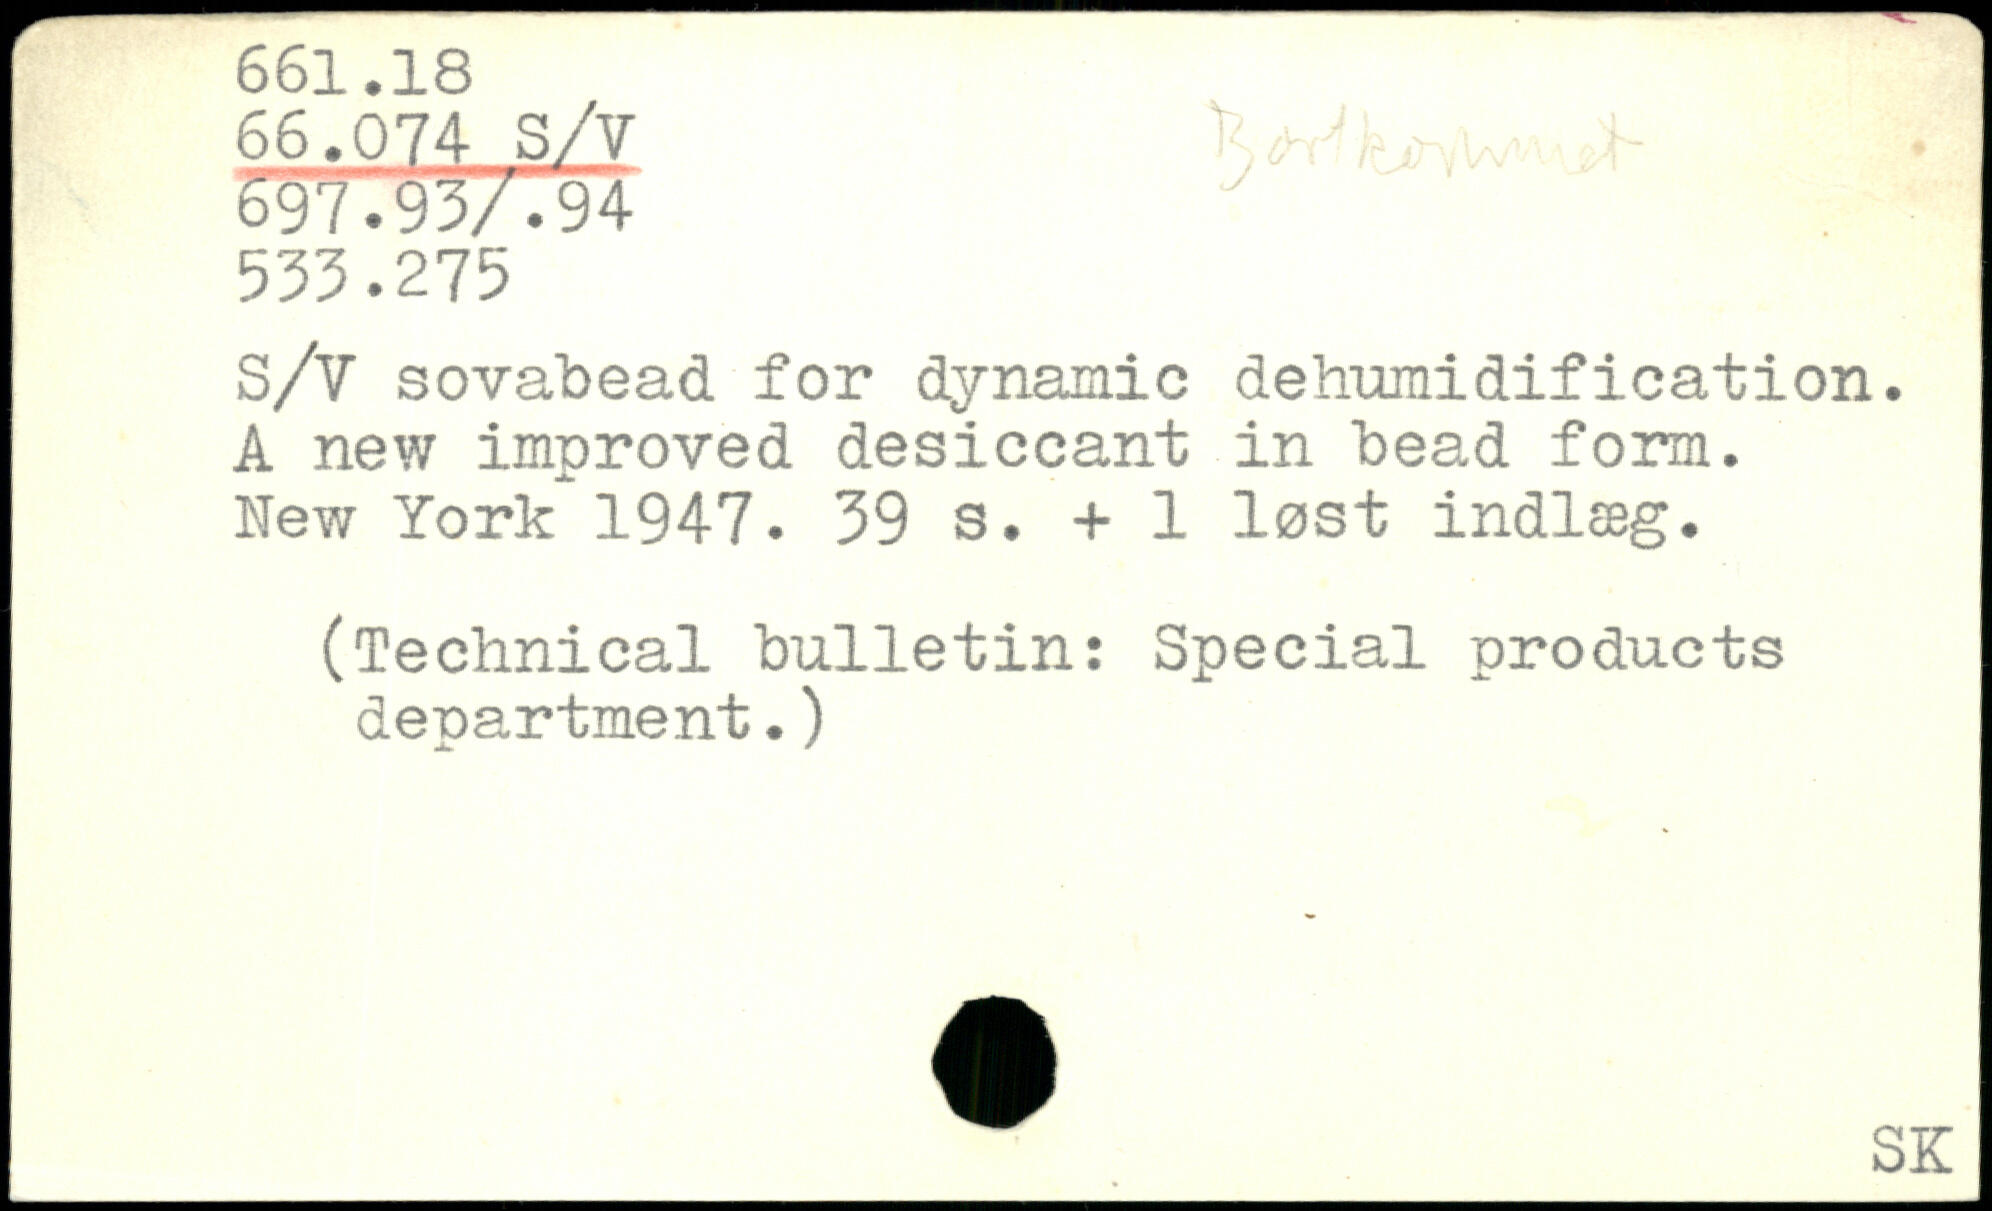 661.18
66.074 S/V
Bortkommet
697.93/.94
533.275
S/V sovabead for dynamic dehumidification.
A new improved desiccant in bead form.
New York 1947. 39 s. + 1 løst indlæg.
(Technical bulletin: Special products
department.)
SK